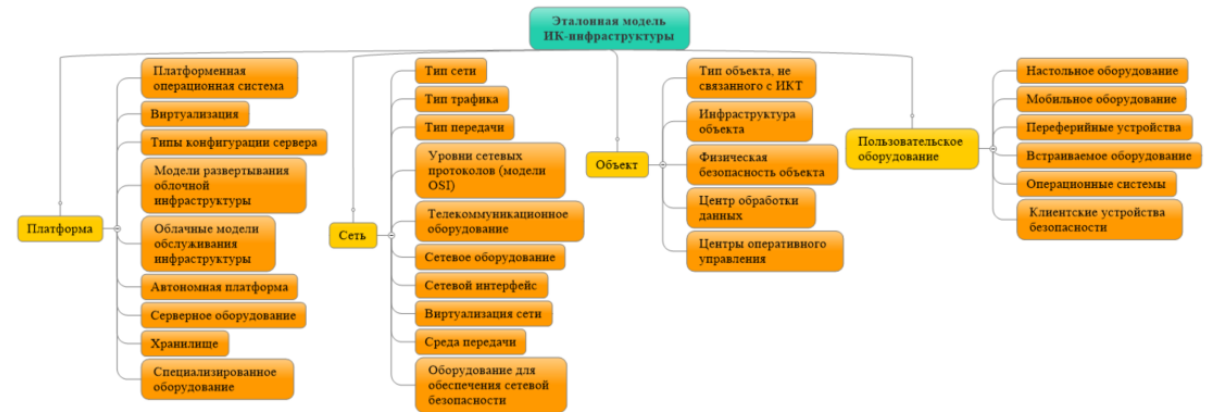 Эталонная модель
ИК-инфраструктуры
Платформа
Платформенная
операционная система
Виртуализация
Типы конфигурации сервера
Модели развертывания
облочной
инфраструктуры
Облачные модели
обслуживания
инфраструктуры
Автономная платформа
Серверное оборудование
Хранилище
Специализированное
оборудование
Сеть
Тип сети
Тип трафика
Тип передачи
Уровни сетевых
протоколов (модели
OSI)
Телекоммуникационное
оборудование
Сетевое оборудование
Сетевой интерфейс
Виртуализация сети
Среда передачи
Оборудование для
обеспечения сетевой
безопасности
Объект
Тип объекта, не
связанного с ИКТ
Инфраструктура
объекта
Физическая
безопасность объекта
Центр обработки
данных
Центры оперативного
управления
Пользовательское
оборудование
Настольное оборудование
Мобильное оборудование
Переферийные устройства
Встраиваемое оборудование
Операционные системы
Клиентские устройства
безопасности